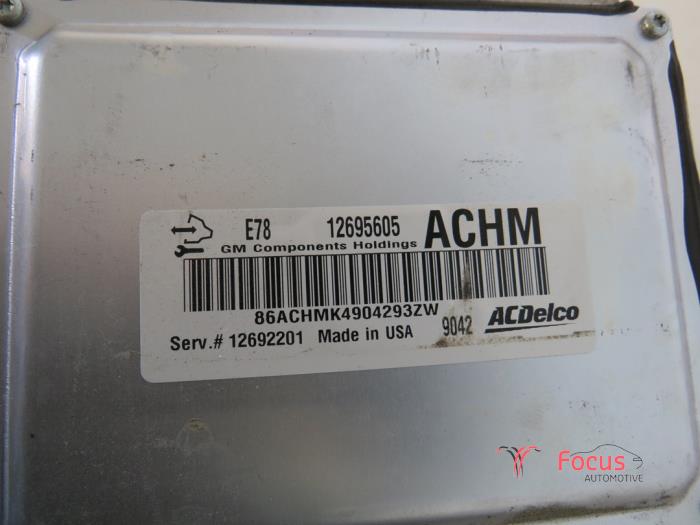 E78 12695605 ACHM
GM Components Holdings
86ACHMK4904293ZW
Serv.# 12692201 Made in USA 9042 ACDelco
Focus
AUTOMOTIVE